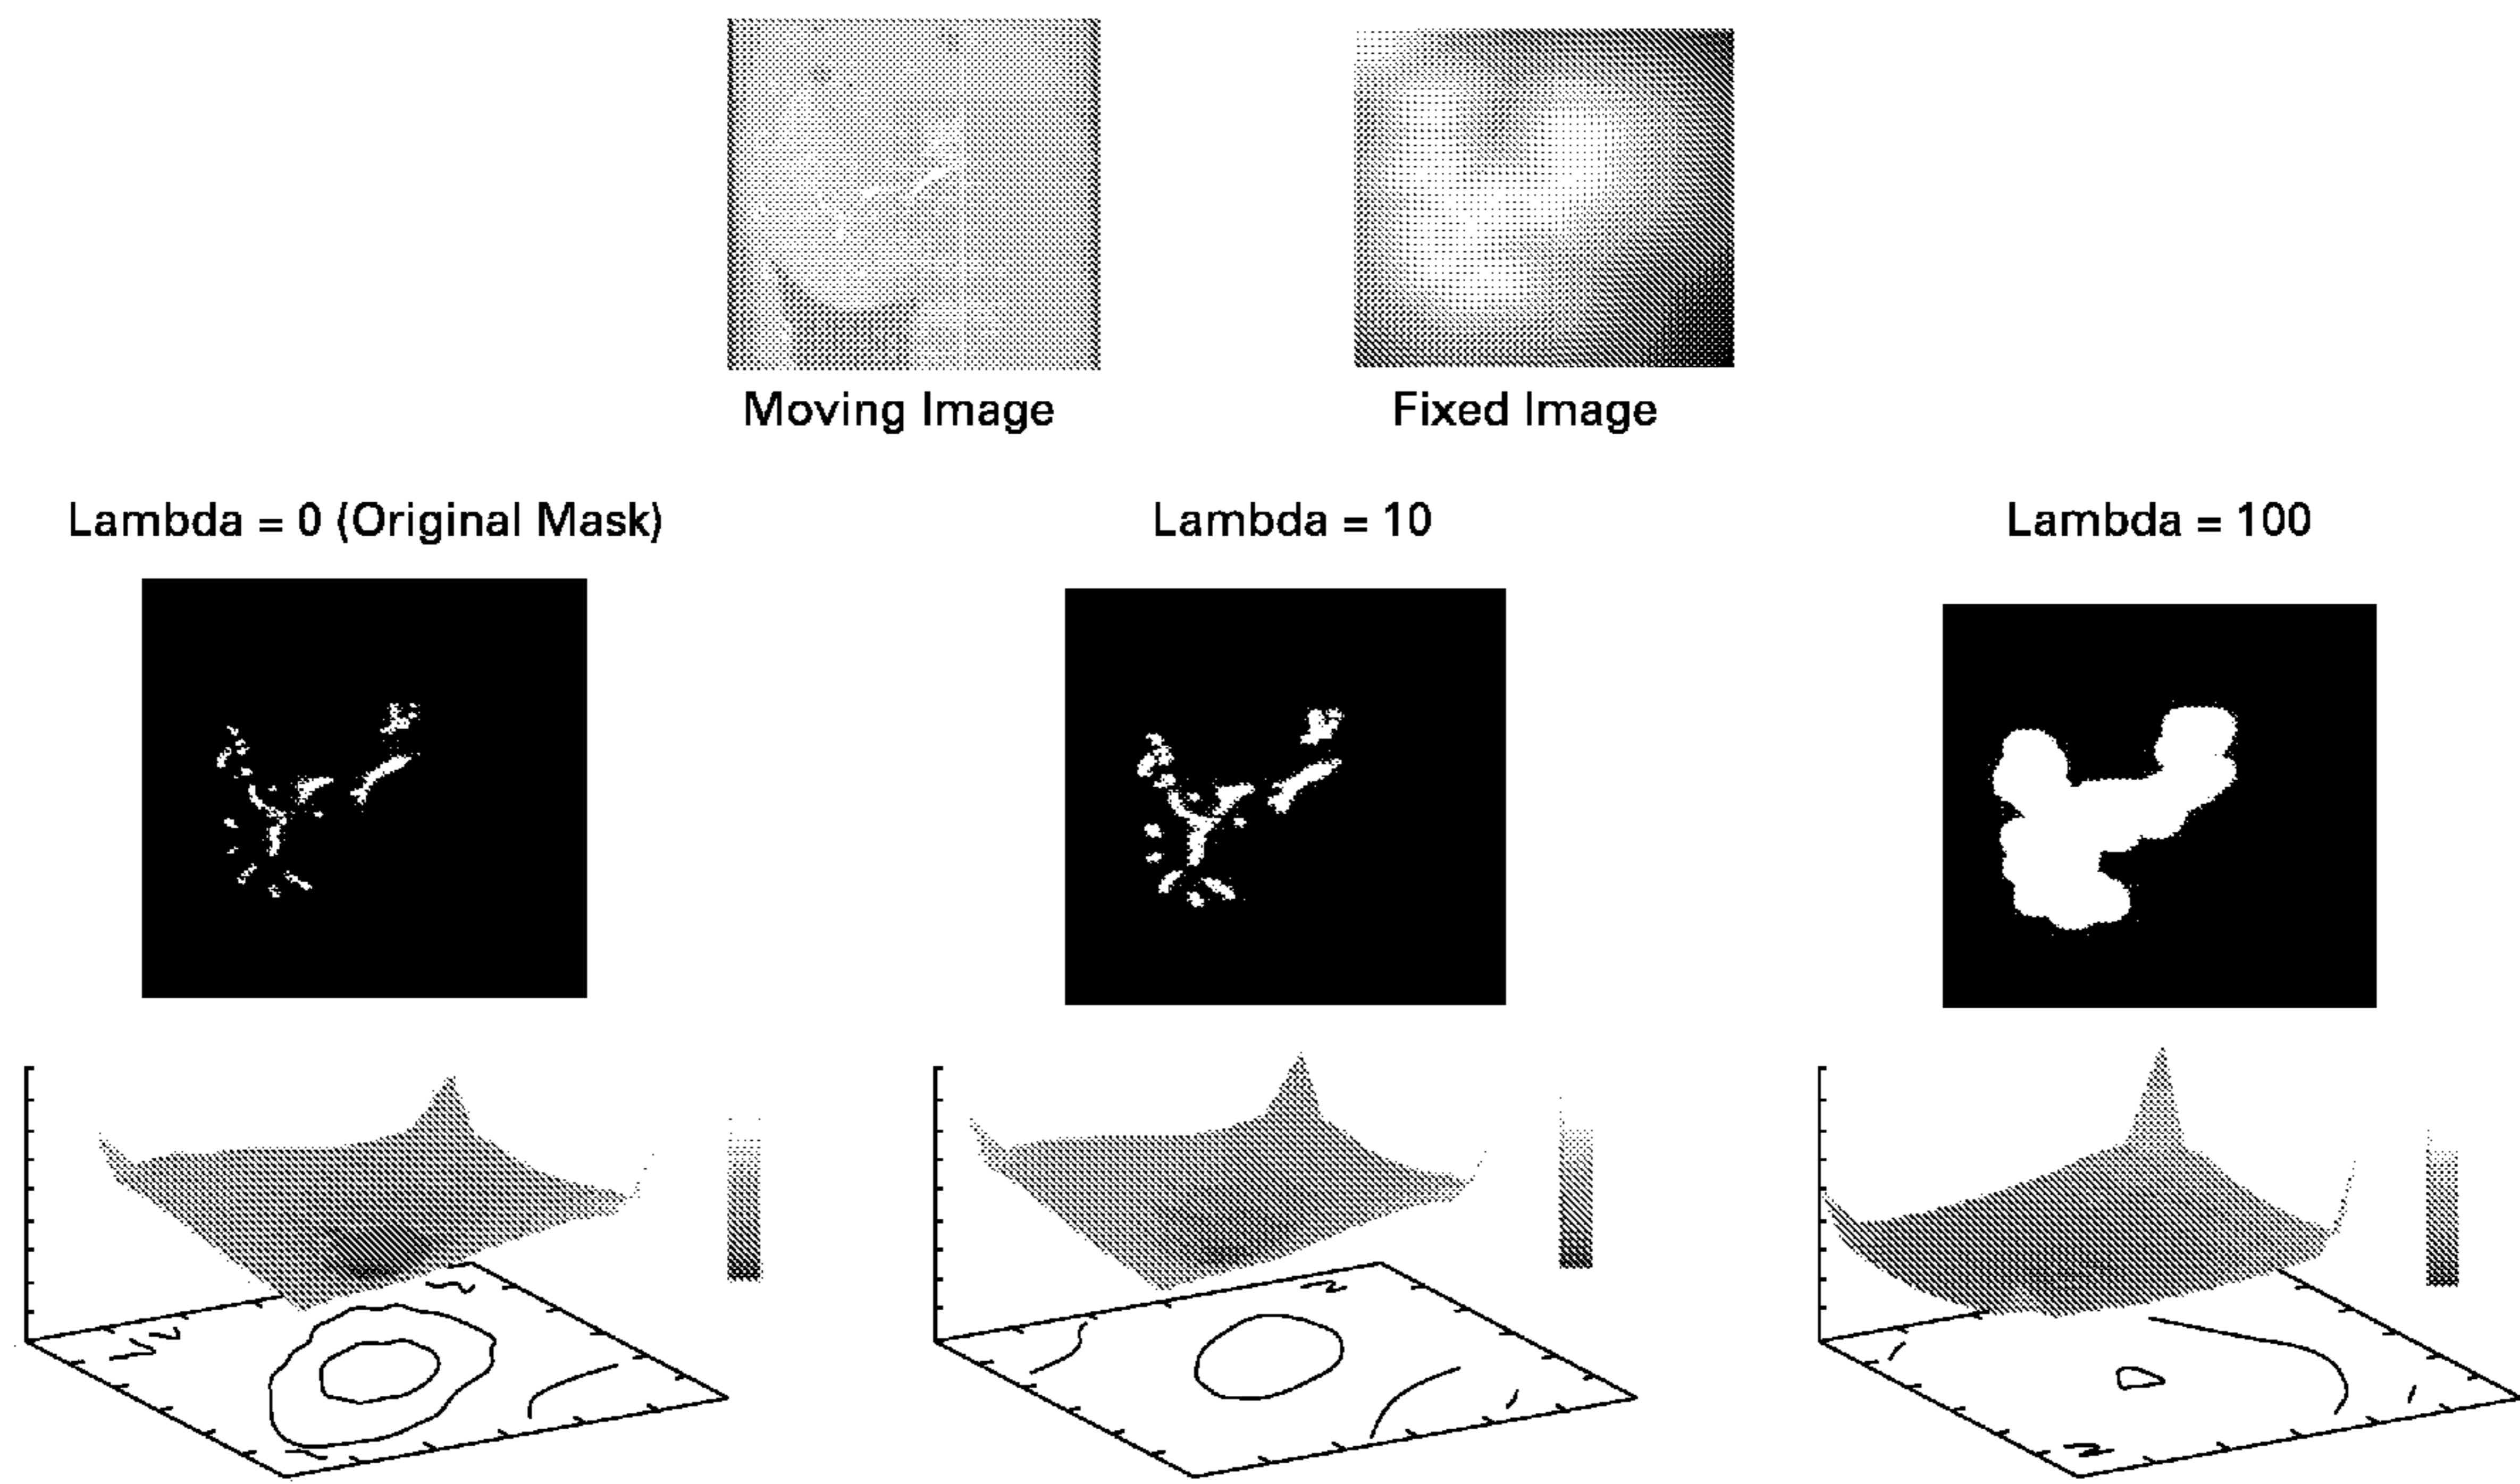 Moving Image
Fixed Image
Lambda = 0 (Original Mask)
Lambda = 10
Lambda = 100